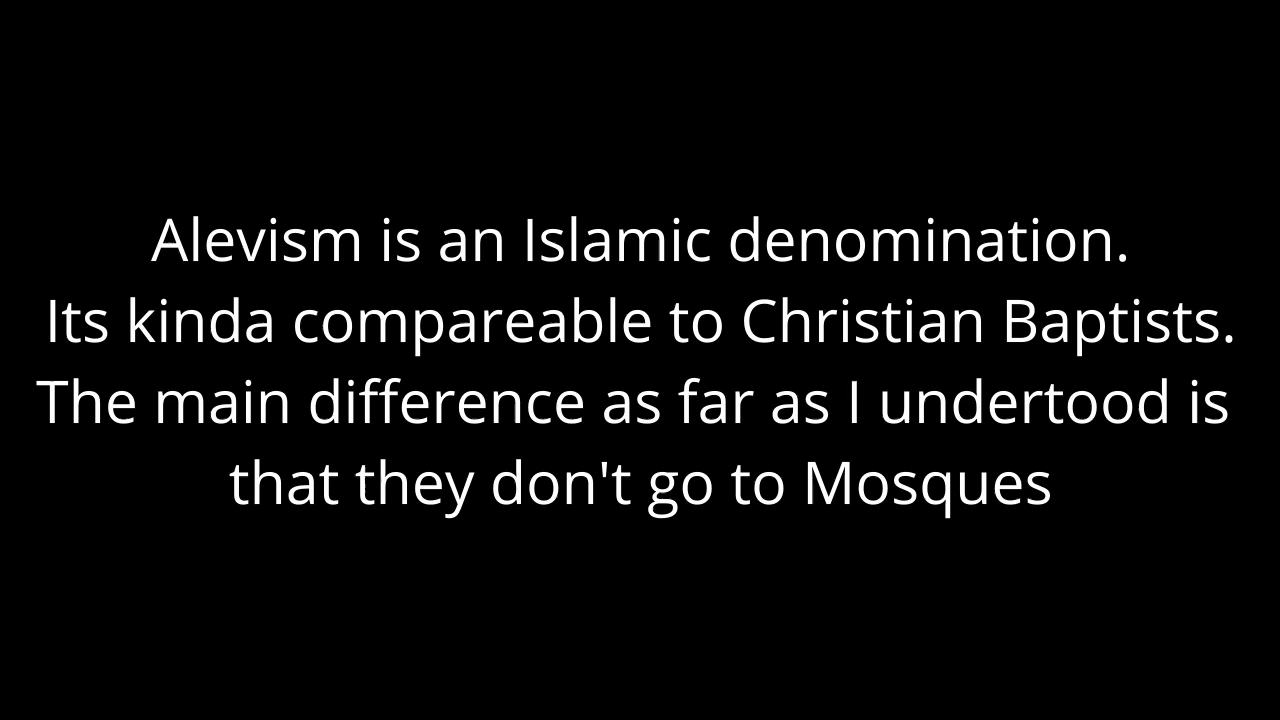 Alevism is an Islamic denomination.
Its kinda compareable to Christian Baptists.
The main difference as far as I undertood is
that they don't go to Mosques